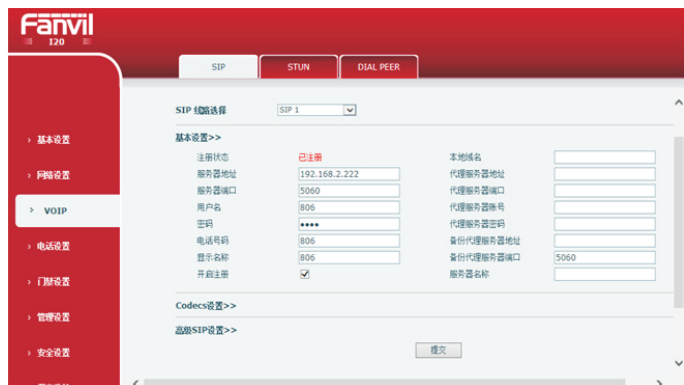 Fanvil
I20
SIP STUN DIAL PEER
SIP 线路选择 SIP 1
基本设置>>
注册状态 已注册 本地域名
服务器地址 192.168.2.222 代理服务器地址
服务器端口 5060 代理服务器端口
用户名 806 代理服务器账号
密码 •••• 代理服务器密码
电话号码 806 备份代理服务器地址
显示名称 806 备份代理服务器端口 5060
开启注册 服务器名称
Codecs设置>>
高级SIP设置>>
提交
› 基本设置
› 网络设置
› VOIP
› 电话设置
› 门禁设置
› 管理设置
› 安全设置